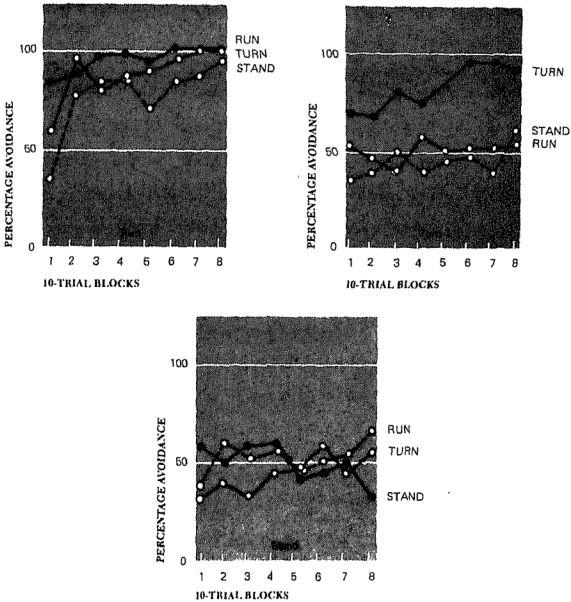 100
50
0
PERCENTAGE AVOIDANCE
RUN
TURN
STAND
Run
1 2 3 4 5 6 7 8
10-TRIAL BLOCKS
100
50
0
PERCENTAGE AVOIDANCE
TURN
STAND
RUN
1 2 3 4 5 6 7 8
10-TRIAL BLOCKS
100
50
0
PERCENTAGE AVOIDANCE
RUN
TURN
STAND
Stand
1 2 3 4 5 6 7 8
10-TRIAL BLOCKS